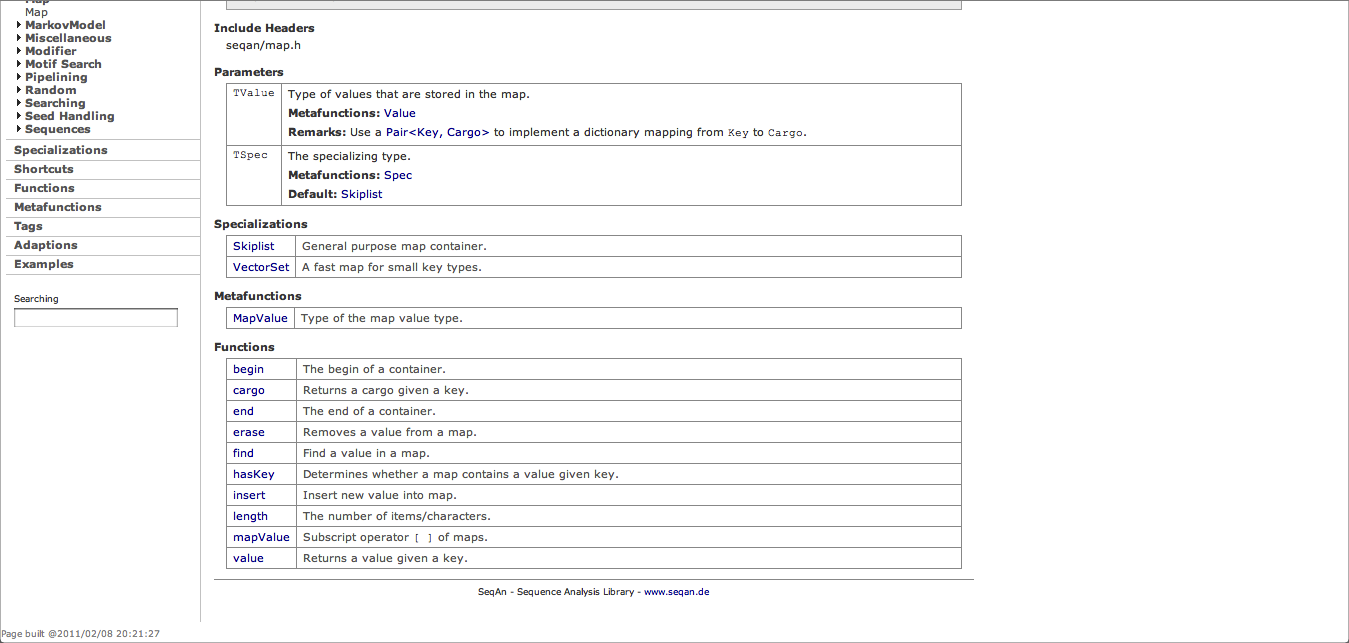 Map
Map
MarkovModel
Miscellaneous
Modifier
Motif Search
Pipelining
Random
Searching
Seed Handling
Sequences
Specializations
Shortcuts
Functions
Metafunctions
Tags
Adaptions
Examples
Searching
Include Headers
seqan/map.h
Parameters
TValue Type of values that are stored in the map.
Metafunctions: Value
Remarks: Use a Pair<Key, Cargo> to implement a dictionary mapping from Key to Cargo.
TSpec The specializing type.
Metafunctions: Spec
Default: Skiplist
Specializations
Skiplist General purpose map container.
VectorSet A fast map for small key types.
Metafunctions
MapValue Type of the map value type.
Functions
begin The begin of a container.
cargo Returns a cargo given a key.
end The end of a container.
erase Removes a value from a map.
find Find a value in a map.
hasKey Determines whether a map contains a value given key.
insert Insert new value into map.
length The number of items/characters.
mapValue Subscript operator [ ] of maps.
value Returns a value given a key.
SeqAn - Sequence Analysis Library - www.seqan.de
Page built @2011/02/08 20:21:27